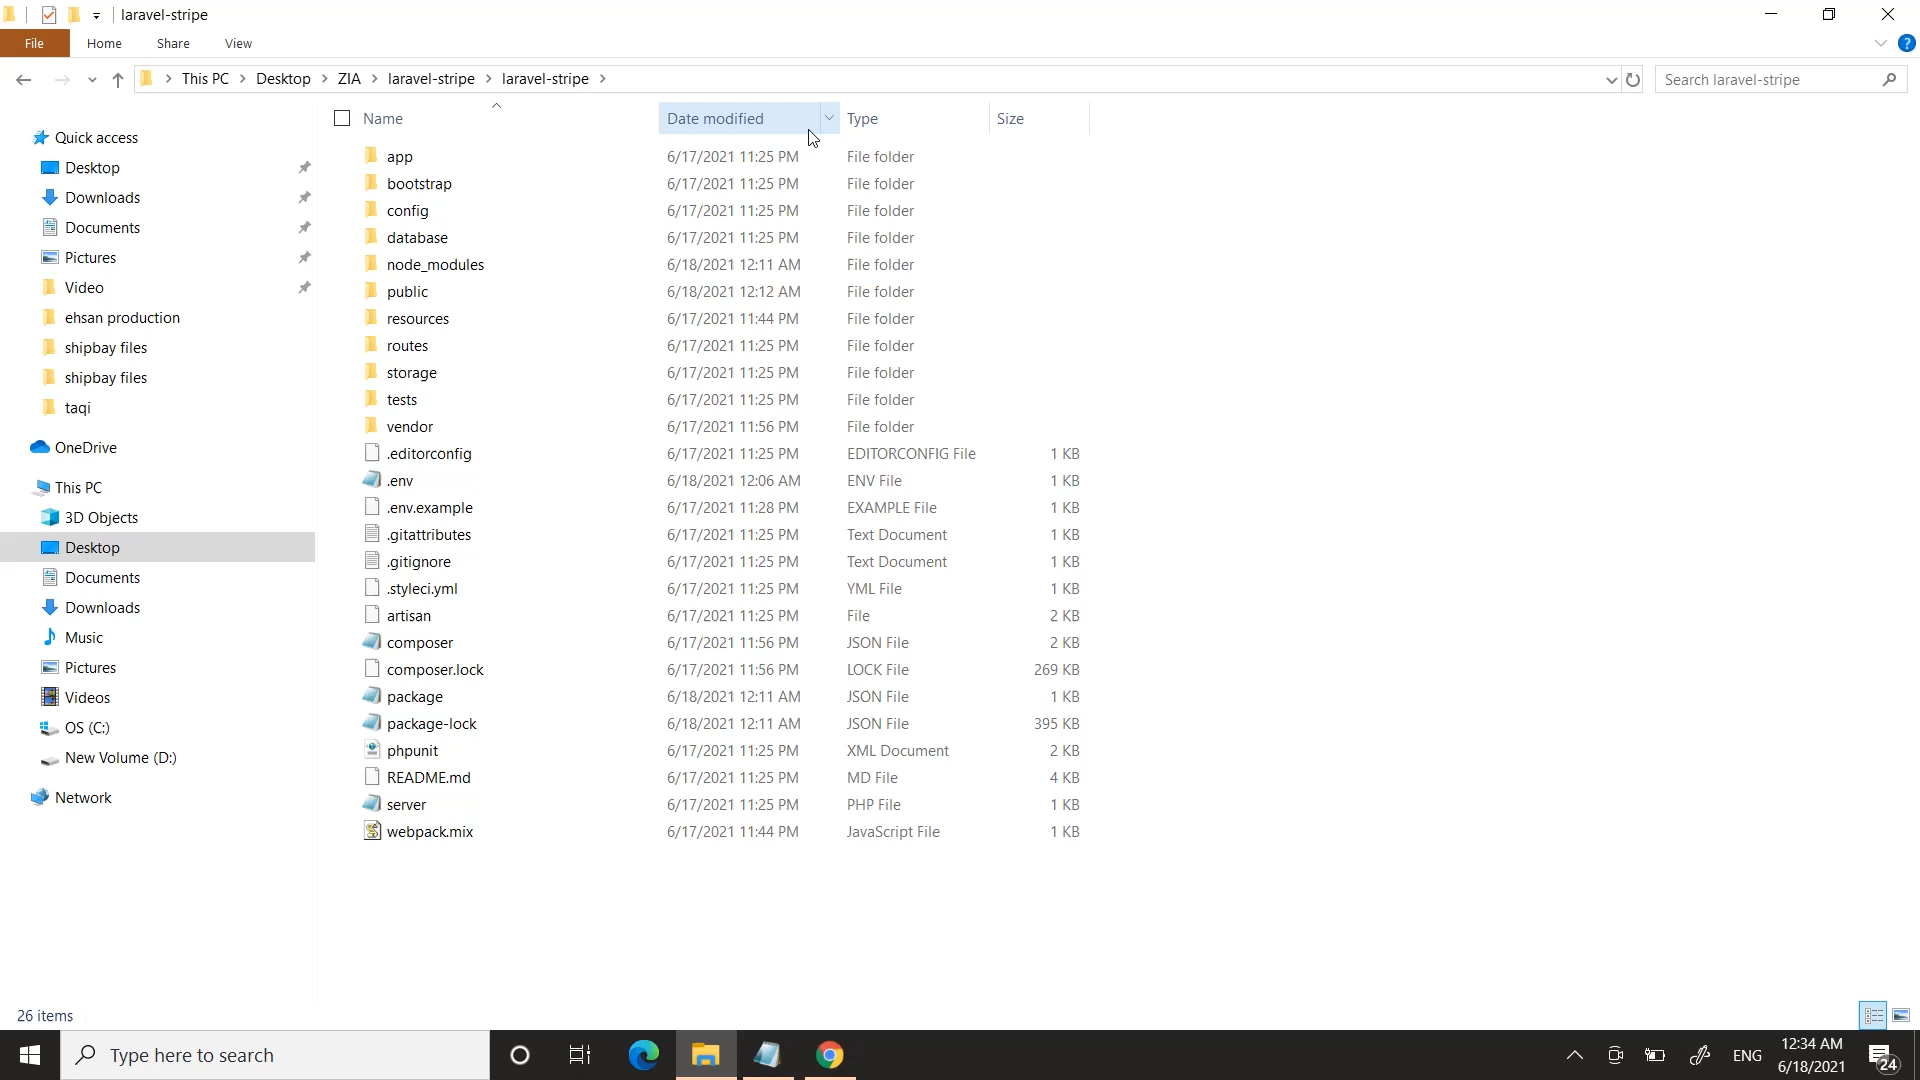 laravel-stripe
File Home Share View
This PC Desktop ZIA laravel-stripe laravel-stripe Search laravel-stripe
Name Date modified Type Size
Quick access
Desktop
Downloads
Documents
Pictures
Video
ehsan production
shipbay files
shipbay files
taqi
OneDrive
This PC
3D Objects
Desktop
Documents
Downloads
Music
Pictures
Videos
OS (C:)
New Volume (D:)
Network
app 6/17/2021 11:25 PM File folder
bootstrap 6/17/2021 11:25 PM File folder
config 6/17/2021 11:25 PM File folder
database 6/17/2021 11:25 PM File folder
node_modules 6/18/2021 12:11 AM File folder
public 6/18/2021 12:12 AM File folder
resources 6/17/2021 11:44 PM File folder
routes 6/17/2021 11:25 PM File folder
storage 6/17/2021 11:25 PM File folder
tests 6/17/2021 11:25 PM File folder
vendor 6/17/2021 11:56 PM File folder
.editorconfig 6/17/2021 11:25 PM EDITORCONFIG File 1 KB
.env 6/18/2021 12:06 AM ENV File 1 KB
.env.example 6/17/2021 11:28 PM EXAMPLE File 1 KB
.gitattributes 6/17/2021 11:25 PM Text Document 1 KB
.gitignore 6/17/2021 11:25 PM Text Document 1 KB
.styleci.yml 6/17/2021 11:25 PM YML File 1 KB
artisan 6/17/2021 11:25 PM File 2 KB
composer 6/17/2021 11:56 PM JSON File 2 KB
composer.lock 6/17/2021 11:56 PM LOCK File 269 KB
package 6/18/2021 12:11 AM JSON File 1 KB
package-lock 6/18/2021 12:11 AM JSON File 395 KB
phpunit 6/17/2021 11:25 PM XML Document 2 KB
README.md 6/17/2021 11:25 PM MD File 4 KB
server 6/17/2021 11:25 PM PHP File 1 KB
webpack.mix 6/17/2021 11:44 PM JavaScript File 1 KB
26 items
Type here to search
ENG
12:34 AM
6/18/2021
24